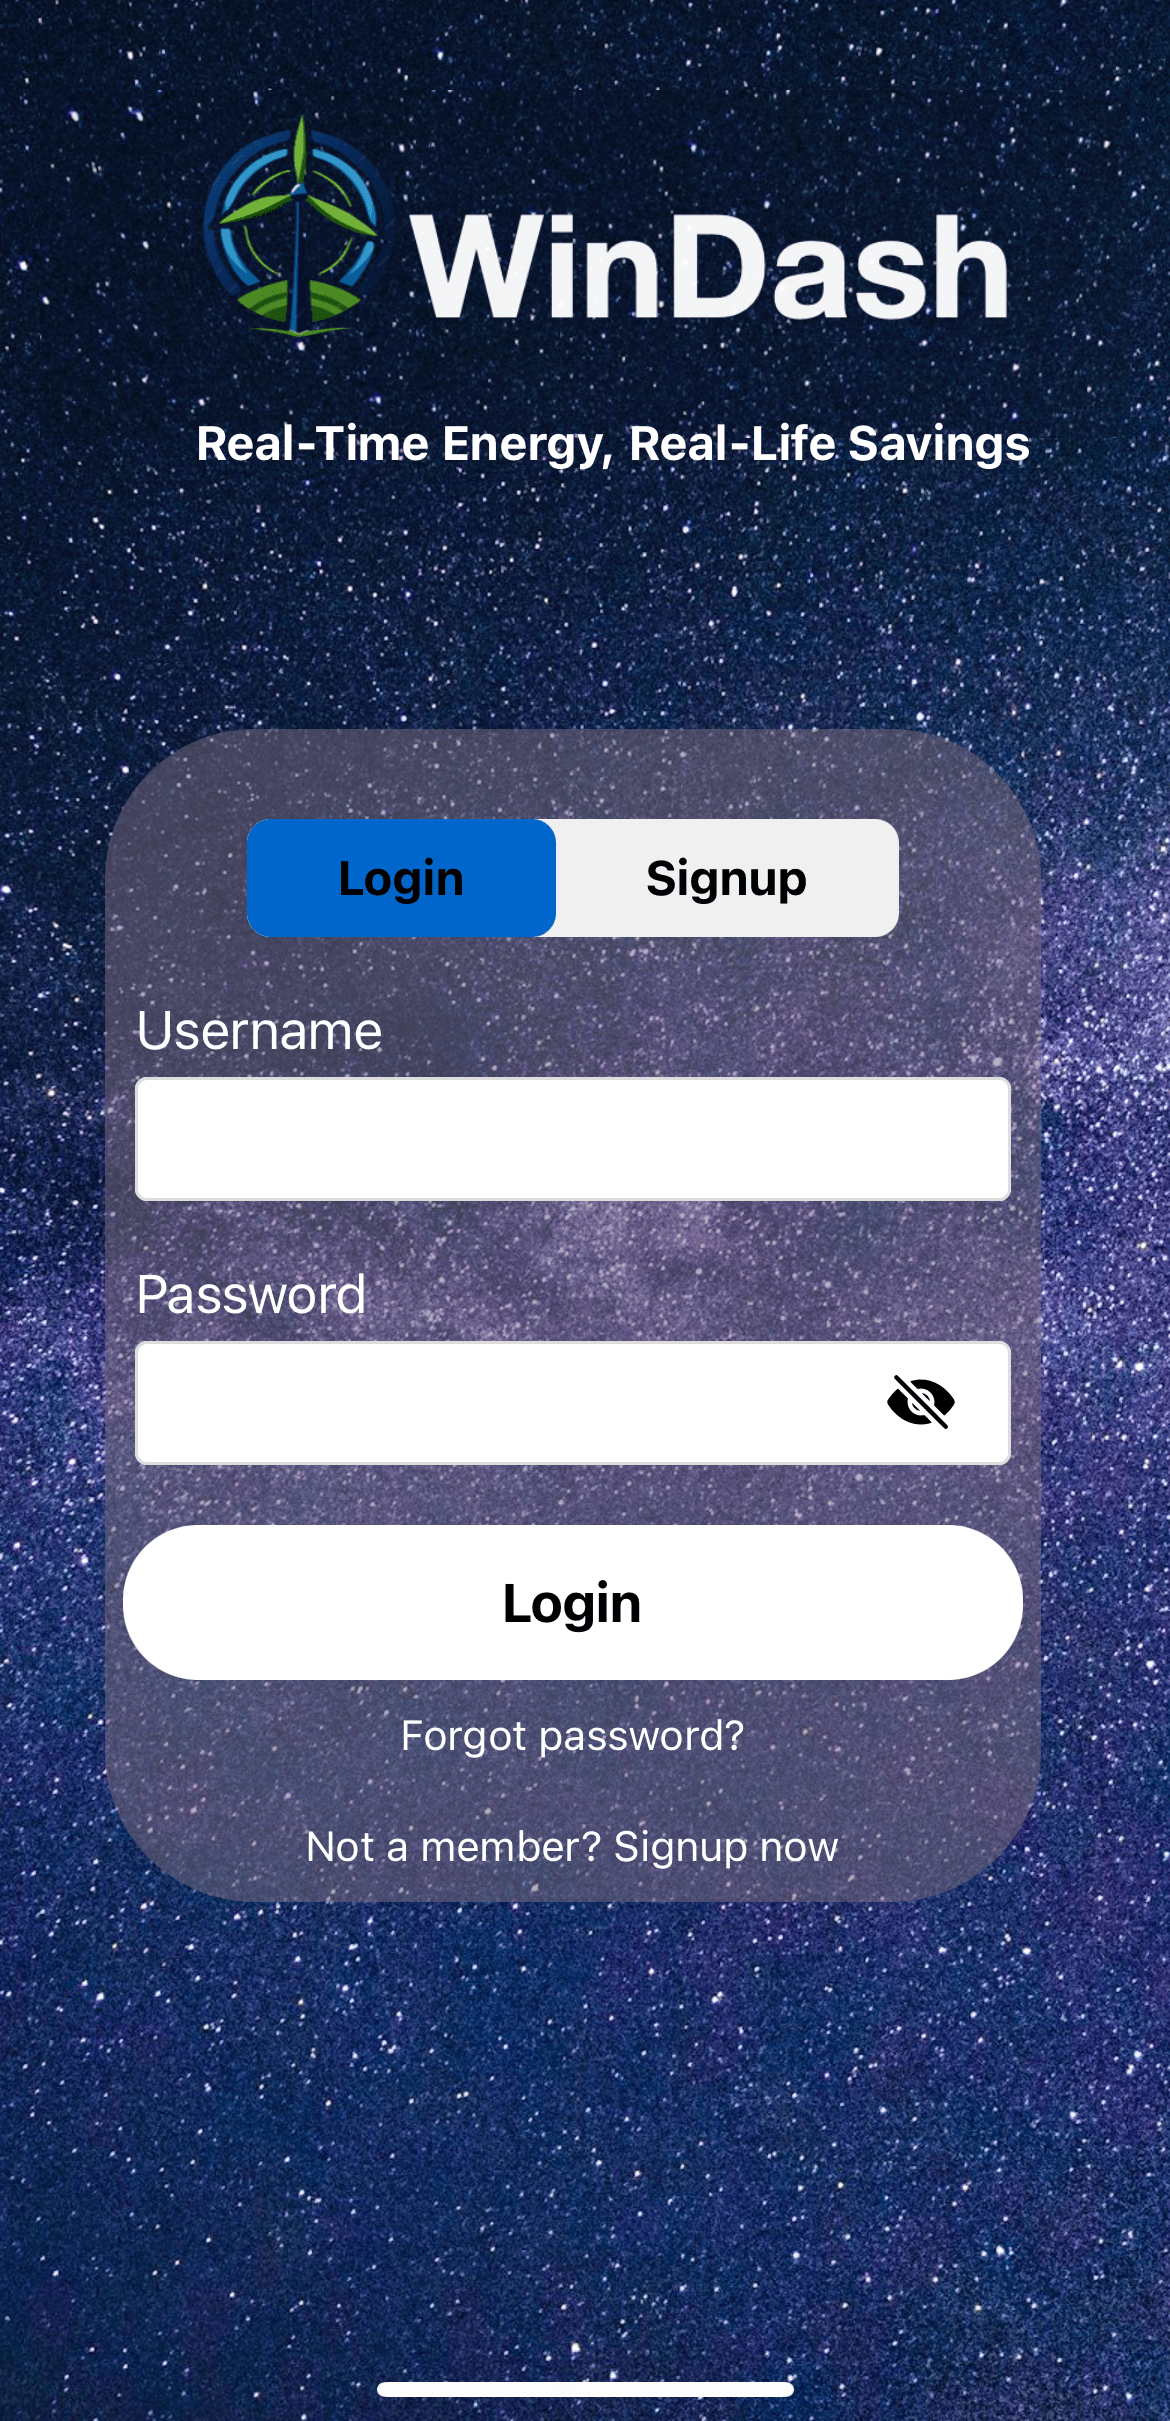 WinDash
Real-Time Energy, Real-Life Savings
Login Signup
Username
Password
Login
Forgot password?
Not a member? Signup now